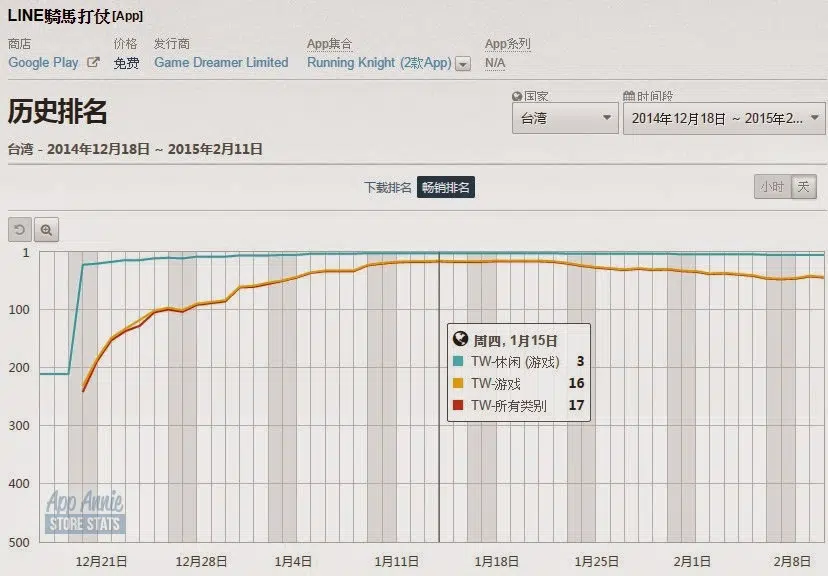 LINE騎馬打仗[App]
商店 价格 发行商 App集合 App系列
Google Play 免费 Game Dreamer Limited Running Knight (2款App) N/A
历史排名
国家 时间段
台湾 2014年12月18日 ~ 2015年2...
台湾 - 2014年12月18日 ~ 2015年2月11日
下载排名 畅销排名 小时 天
1
100
200
300
400
500
周四, 1月15日
TW-休闲 (游戏) 3
TW-游戏 16
TW-所有类别 17
App Annie
STORE STATS
12月21日 12月28日 1月4日 1月11日 1月18日 1月25日 2月1日 2月8日